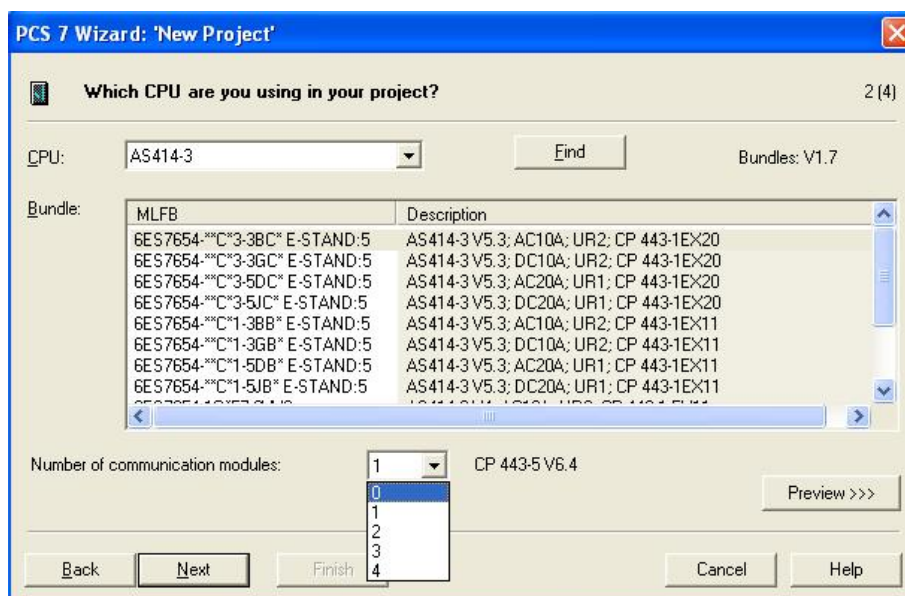 PCS 7 Wizard: 'New Project'
Which CPU are you using in your project?
2 (4)
CPU:
AS414-3
Find
Bundles: V1.7
Bundle:
MLFB Description
6ES7654-**C*3-3BC* E-STAND:5 AS414-3 V5.3; AC10A; UR2; CP 443-1EX20
6ES7654-**C*3-3GC* E-STAND:5 AS414-3 V5.3; DC10A; UR2; CP 443-1EX20
6ES7654-**C*3-5DC* E-STAND:5 AS414-3 V5.3; AC20A; UR1; CP 443-1EX20
6ES7654-**C*3-5JC* E-STAND:5 AS414-3 V5.3; DC20A; UR1; CP 443-1EX20
6ES7654-**C*1-3BB* E-STAND:5 AS414-3 V5.3; AC10A; UR2; CP 443-1EX11
6ES7654-**C*1-3GB* E-STAND:5 AS414-3 V5.3; DC10A; UR2; CP 443-1EX11
6ES7654-**C*1-5DB* E-STAND:5 AS414-3 V5.3; AC20A; UR1; CP 443-1EX11
6ES7654-**C*1-5JB* E-STAND:5 AS414-3 V5.3; DC20A; UR1; CP 443-1EX11
Number of communication modules:
1
CP 443-5 V6.4
0
1
2
3
4
Preview >>>
Back
Next
Finish
Cancel
Help